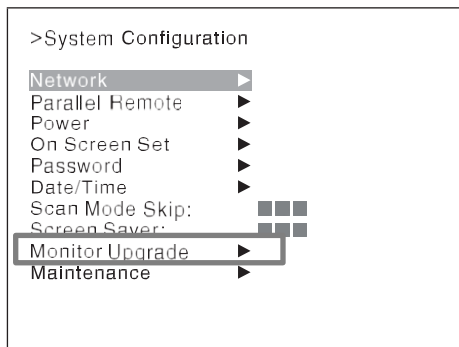 >System Configuration
Network ▶
Parallel Remote ▶
Power ▶
On Screen Set ▶
Password ▶
Date/Time ▶
Scan Mode Skip: ■■■
Screen Saver: ■■■
Monitor Upgrade ▶
Maintenance ▶